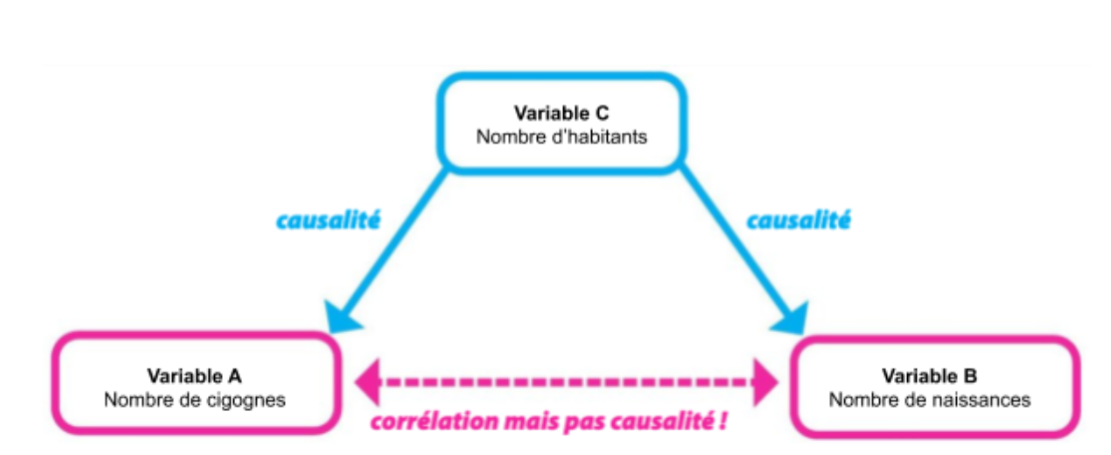 Variable C
Nombre d'habitants
causalité
causalité
Variable A
Nombre de cigognes
Variable B
Nombre de naissances
corrélation mais pas causalité !